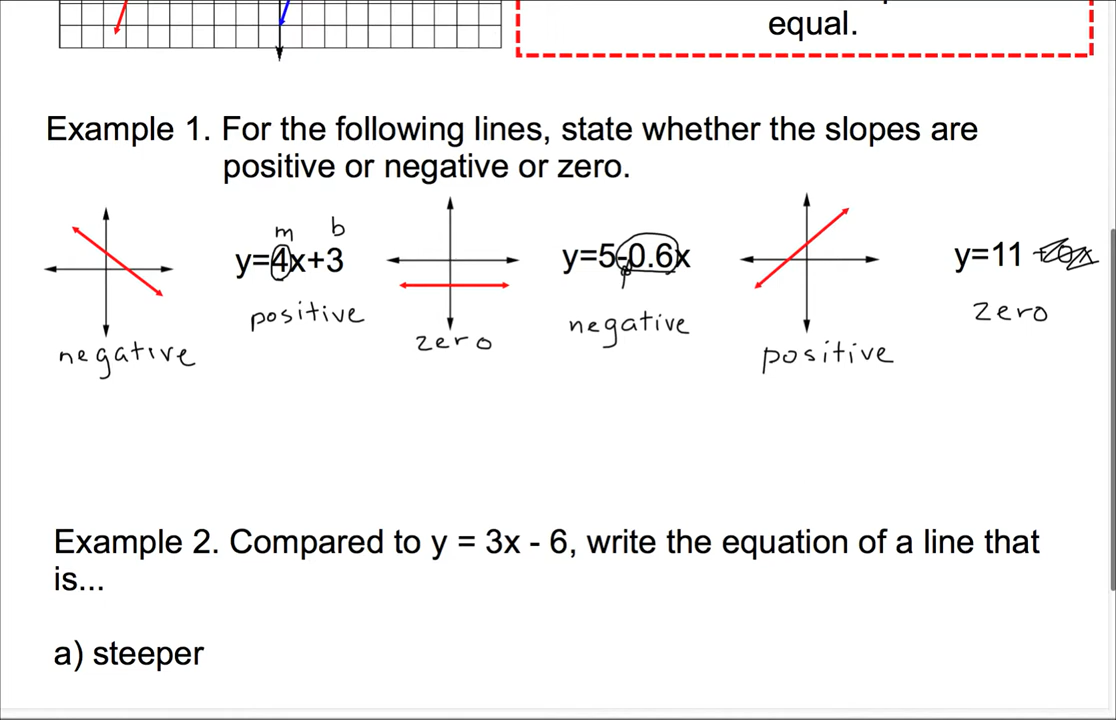 equal.
Example 1. For the following lines, state whether the slopes are
positive or negative or zero.
m b
y=4x+3
y=5-0.6x
y=11
negative
positive
zero
negative
positive
zero
Example 2. Compared to y = 3x - 6, write the equation of a line that
is...
a) steeper